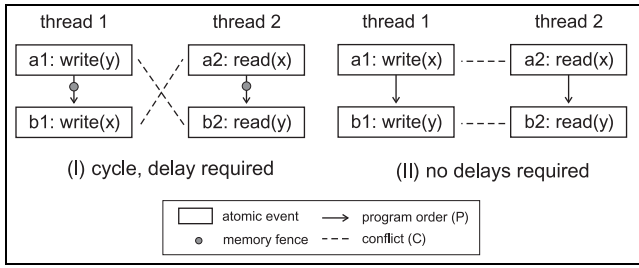 thread 1 thread 2 thread 1 thread 2
a1: write(y) a2: read(x) a1: write(x) a2: read(x)
b1: write(x) b2: read(y) b1: write(y) b2: read(y)
(I) cycle, delay required (II) no delays required
atomic event program order (P)
memory fence conflict (C)